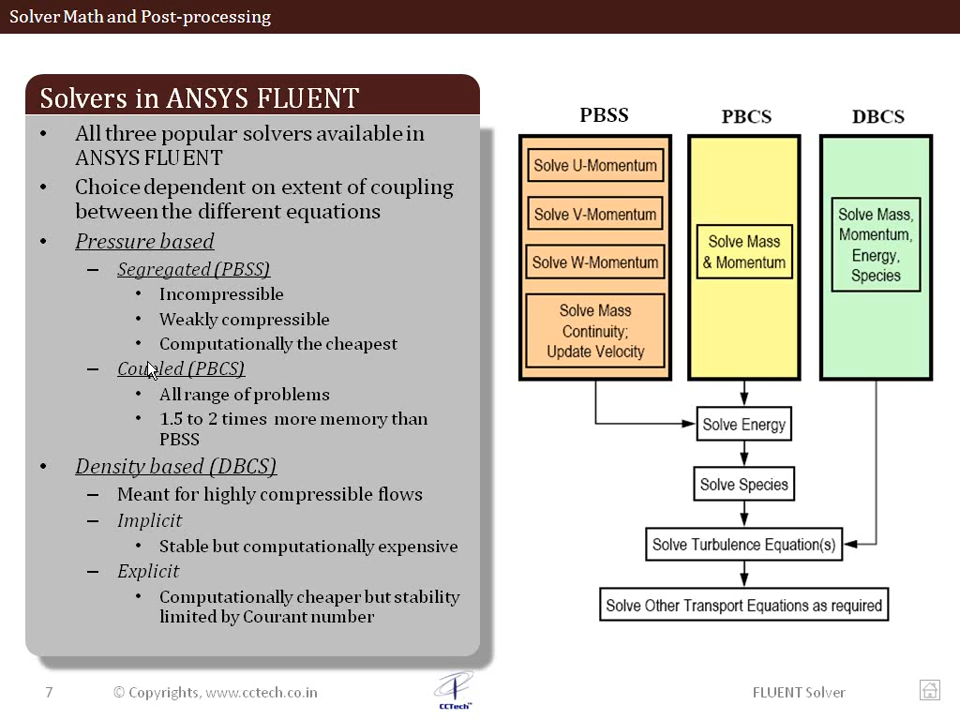 Solver Math and Post-processing
Solvers in ANSYS FLUENT
• All three popular solvers available in
ANSYS FLUENT
• Choice dependent on extent of coupling
between the different equations
• Pressure based
– Segregated (PBSS)
• Incompressible
• Weakly compressible
• Computationally the cheapest
– Coupled (PBCS)
• All range of problems
• 1.5 to 2 times more memory than
PBSS
• Density based (DBCS)
– Meant for highly compressible flows
– Implicit
• Stable but computationally expensive
– Explicit
• Computationally cheaper but stability
limited by Courant number
PBSS
Solve U-Momentum
Solve V-Momentum
Solve W-Momentum
Solve Mass
Continuity;
Update Velocity
PBCS
Solve Mass
& Momentum
DBCS
Solve Mass,
Momentum,
Energy,
Species
Solve Energy
Solve Species
Solve Turbulence Equation(s)
Solve Other Transport Equations as required
7
© Copyrights, www.cctech.co.in
CCTech™
FLUENT Solver